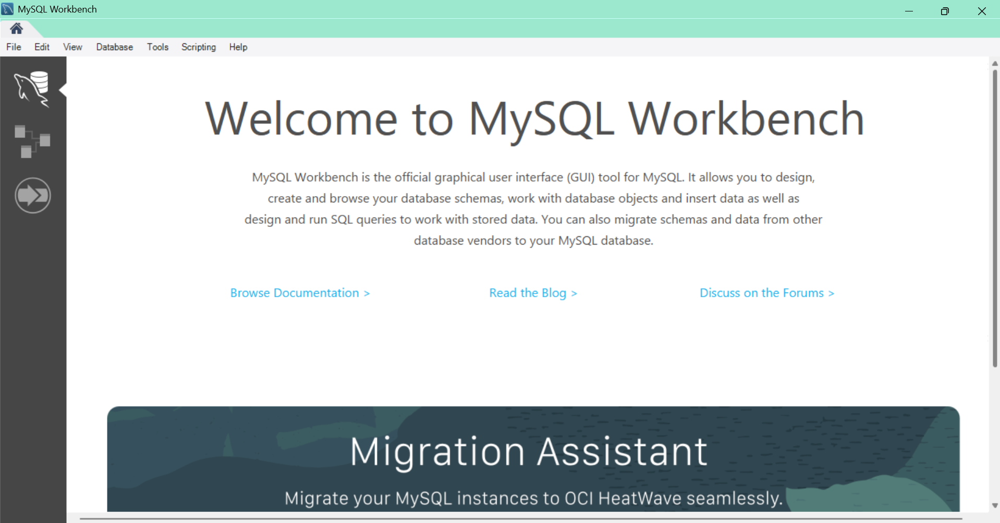 MySQL Workbench
File Edit View Database Tools Scripting Help
Welcome to MySQL Workbench
MySQL Workbench is the official graphical user interface (GUI) tool for MySQL. It allows you to design,
create and browse your database schemas, work with database objects and insert data as well as
design and run SQL queries to work with stored data. You can also migrate schemas and data from other
database vendors to your MySQL database.
Browse Documentation > Read the Blog > Discuss on the Forums >
Migration Assistant
Migrate your MySQL instances to OCI HeatWave seamlessly.